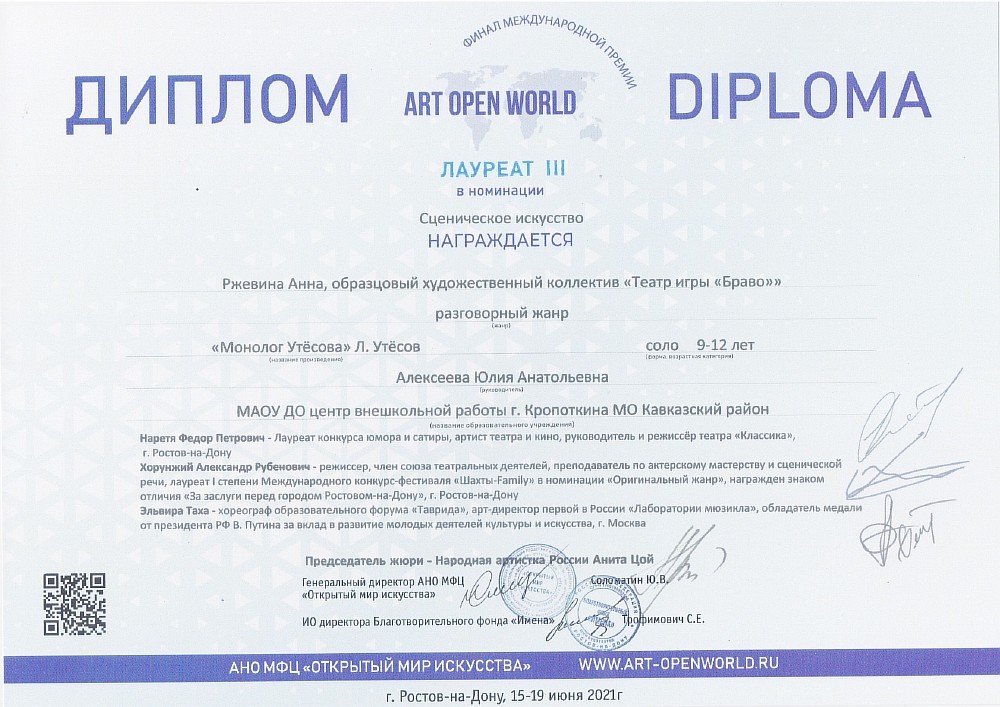 ФИНАЛ МЕЖДУНАРОДНОЙ ПРЕМИИ
ДИПЛОМ
ART OPEN WORLD
DIPLOMA
ЛАУРЕАТ III
в номинации
Сценическое искусство
НАГРАЖДАЕТСЯ
Ржевина Анна, образцовый художественный коллектив «Театр игры «Браво»»
разговорный жанр
(жанр)
«Монолог Утёсова» Л. Утёсов
соло 9-12 лет
(название произведения)
(форма, возрастная категория)
Алексеева Юлия Анатольевна
(руководитель)
МАОУ ДО центр внешкольной работы г. Кропоткина МО Кавказский район
(название образовательного учреждения)
Наретя Федор Петрович - Лауреат конкурса юмора и сатиры, артист театра и кино, руководитель и режиссёр театра «Классика»,
г. Ростов-на-Дону
Хорунжий Александр Рубенович - режиссер, член союза театральных деятелей, преподаватель по актерскому мастерству и сценической
речи, лауреат I степени Международного конкурс-фестиваля «Шахты-Family» в номинации «Оригинальный жанр», награжден знаком
отличия «За заслуги перед городом Ростовом-на-Дону», г. Ростов-на-Дону
Эльвира Таха - хореограф образовательного форума «Таврида», арт-директор первой в России «Лаборатории мюзикла», обладатель медали
от президента РФ В. Путина за вклад в развитие молодых деятелей культуры и искусства, г. Москва
Председатель жюри - Народная артистка России Анита Цой
Генеральный директор АНО МФЦ
«Открытый мир искусства»
Соломатин Ю.В.
ИО директора Благотворительного фонда «Имена»
Трофимович С.Е.
АНО МФЦ «ОТКРЫТЫЙ МИР ИСКУССТВА»
WWW.ART-OPENWORLD.RU
г. Ростов-на-Дону, 15-19 июня 2021г